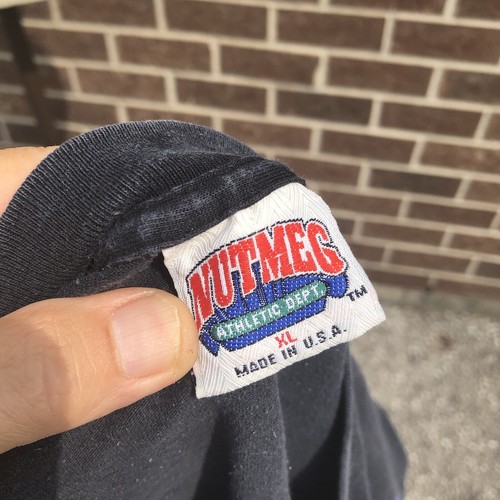 NUTMEG
ATHLETIC DEPT.
TM
XL
MADE IN U.S.A.